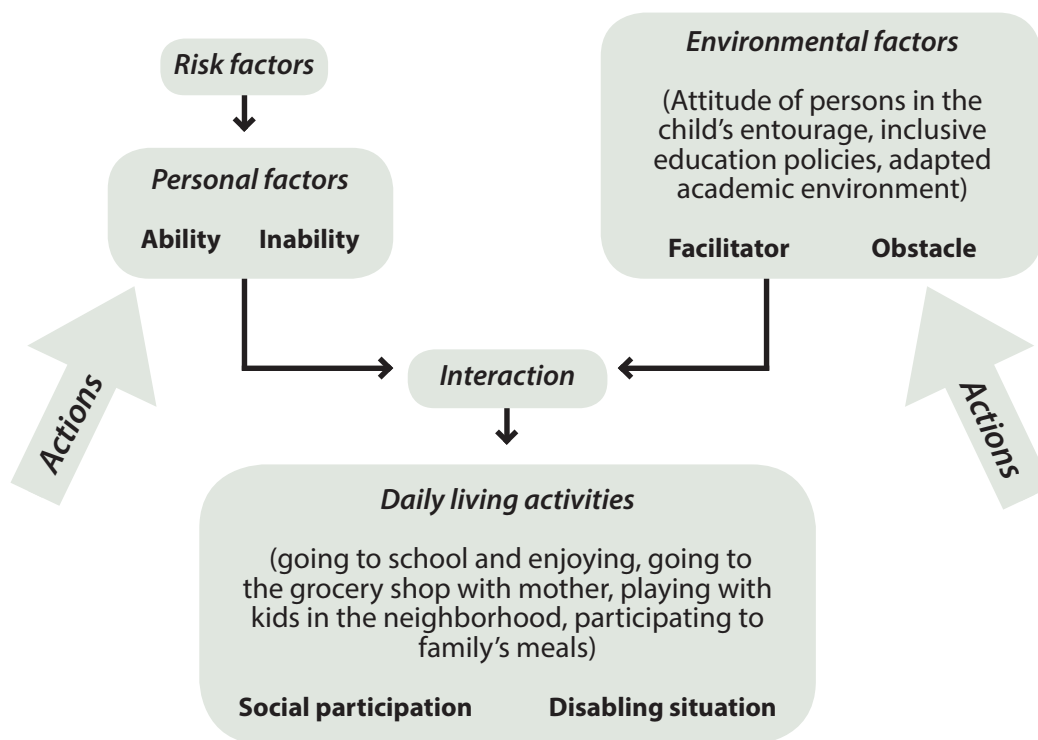 Risk factors
Personal factors
Ability Inability
Environmental factors
(Attitude of persons in the
child's entourage, inclusive
education policies, adapted
academic environment)
Facilitator Obstacle
Actions
Interaction
Actions
Daily living activities
(going to school and enjoying, going to
the grocery shop with mother, playing with
kids in the neighborhood, participating to
family's meals)
Social participation Disabling situation